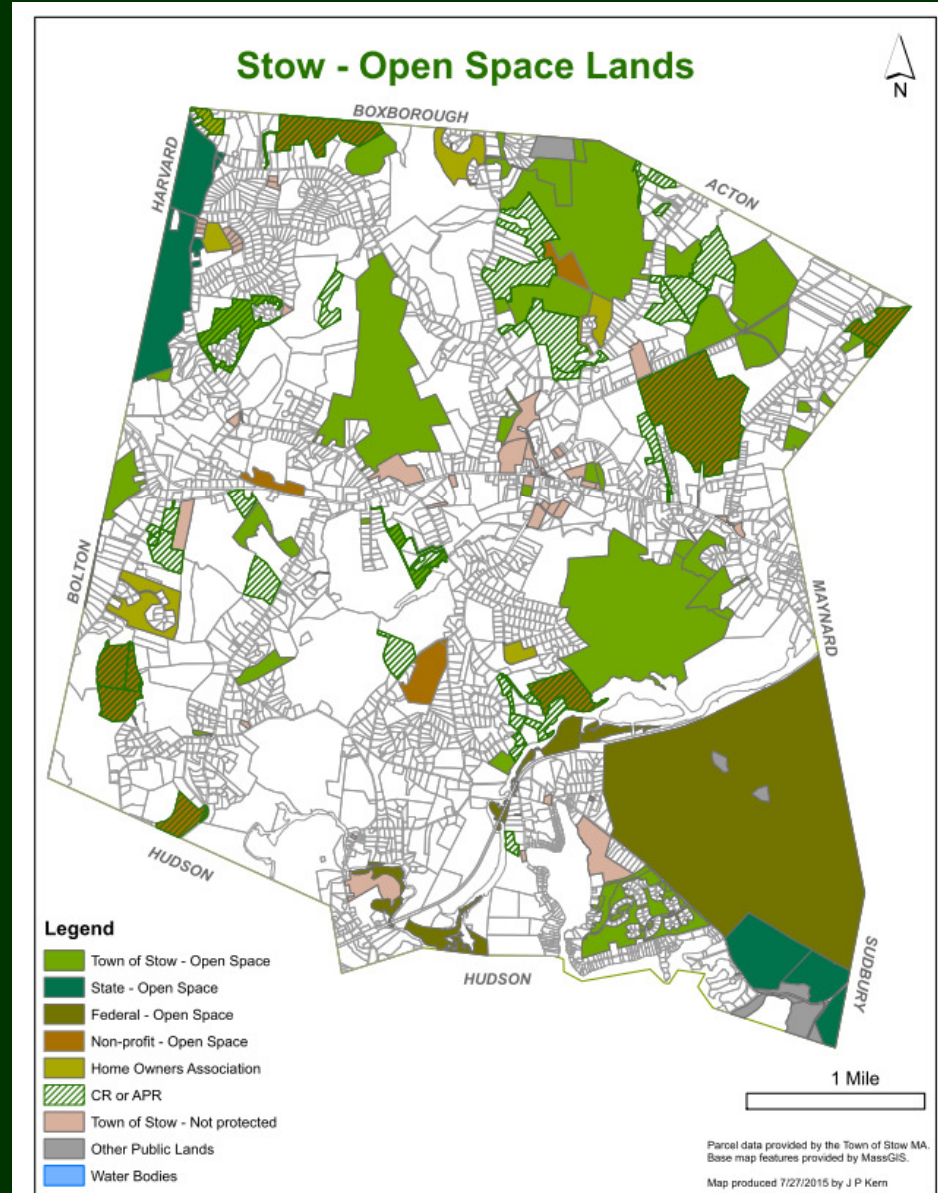 Stow - Open Space Lands
N
BOXBOROUGH
HARVARD
ACTON
BOLTON
MAYNARD
HUDSON
HUDSON
SUDBURY
Legend
Town of Stow - Open Space
State - Open Space
Federal - Open Space
Non-profit - Open Space
Home Owners Association
CR or APR
Town of Stow - Not protected
Other Public Lands
Water Bodies
1 Mile
Parcel data provided by the Town of Stow MA.
Base map features provided by MassGIS.
Map produced 7/27/2015 by J P Kern